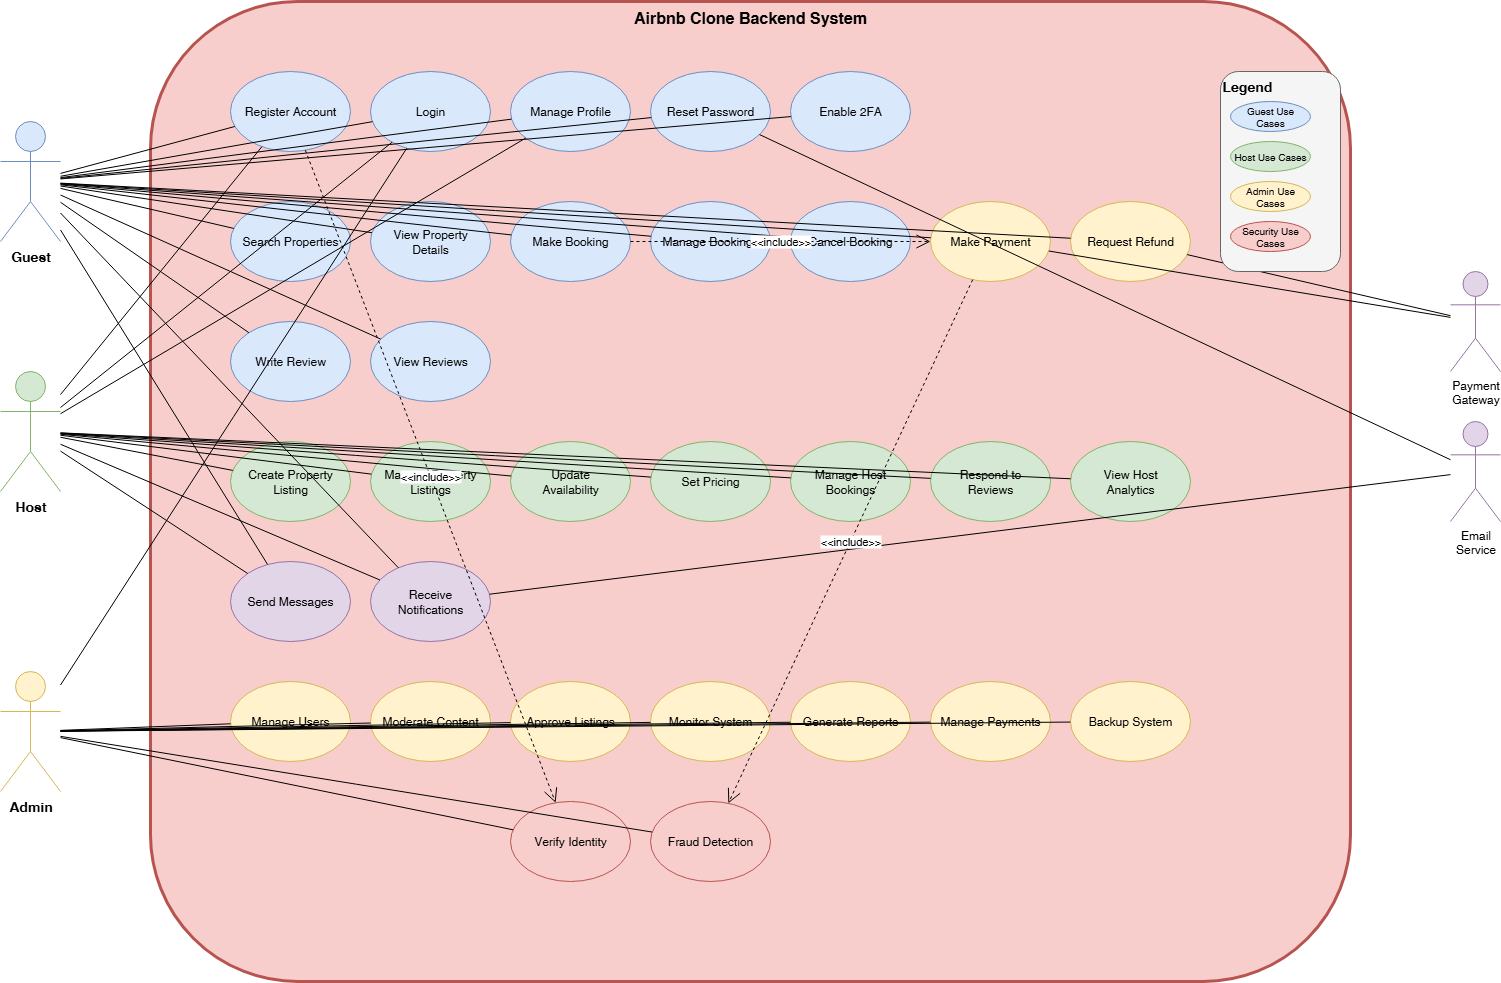 Airbnb Clone Backend System
Register Account
Login
Manage Profile
Reset Password
Enable 2FA
Legend
Guest Use
Cases
Host Use Cases
Admin Use
Cases
Security Use
Cases
Guest
Search Properties
View Property
Details
Make Booking
Manage Booking
<<include>>
Cancel Booking
Make Payment
Request Refund
Write Review
View Reviews
Payment
Gateway
Host
Create Property
Listing
<<include>>
Listings
Update
Availability
Set Pricing
Manage Host
Bookings
Respond to
Reviews
View Host
Analytics
Email
Service
<<include>>
Send Messages
Receive
Notifications
Admin
Manage Users
Moderate Content
Approve Listings
Monitor System
Generate Reports
Manage Payments
Backup System
Verify Identity
Fraud Detection